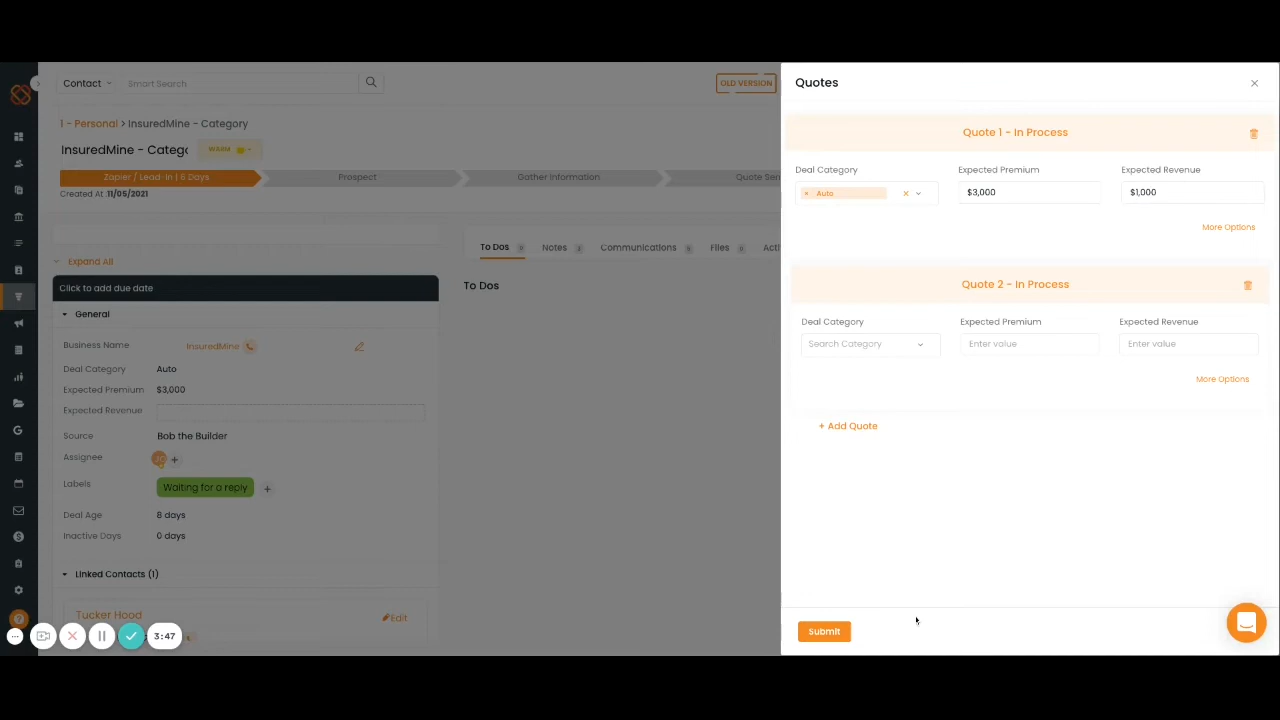 Contact
Smart Search
OLD VERSION
1 - Personal > InsuredMine - Category
InsuredMine - Catego
WARM
Zapier / Lead- In | 6 Days
Prospect
Gather Information
Quote Sen
Created At :11/05/2021
To Dos 0
Notes
Communications
Files 0
Acti
Expand All
To Dos
Click to add due date
General
Business Name InsuredMine
Deal Category Auto
Expected Premium $3,000
Expected Revenue
Source Bob the Builder
Assignee JC +
Labels Waiting for a reply +
Deal Age 8 days
Inactive Days 0 days
Linked Contacts (1)
Tucker Hood
Edit
3:47
Quotes
Quote 1 - In Process
Deal Category Expected Premium Expected Revenue
× Auto $3,000 $1,000
More Options
Quote 2 - In Process
Deal Category Expected Premium Expected Revenue
Search Category Enter value Enter value
More Options
+ Add Quote
Submit